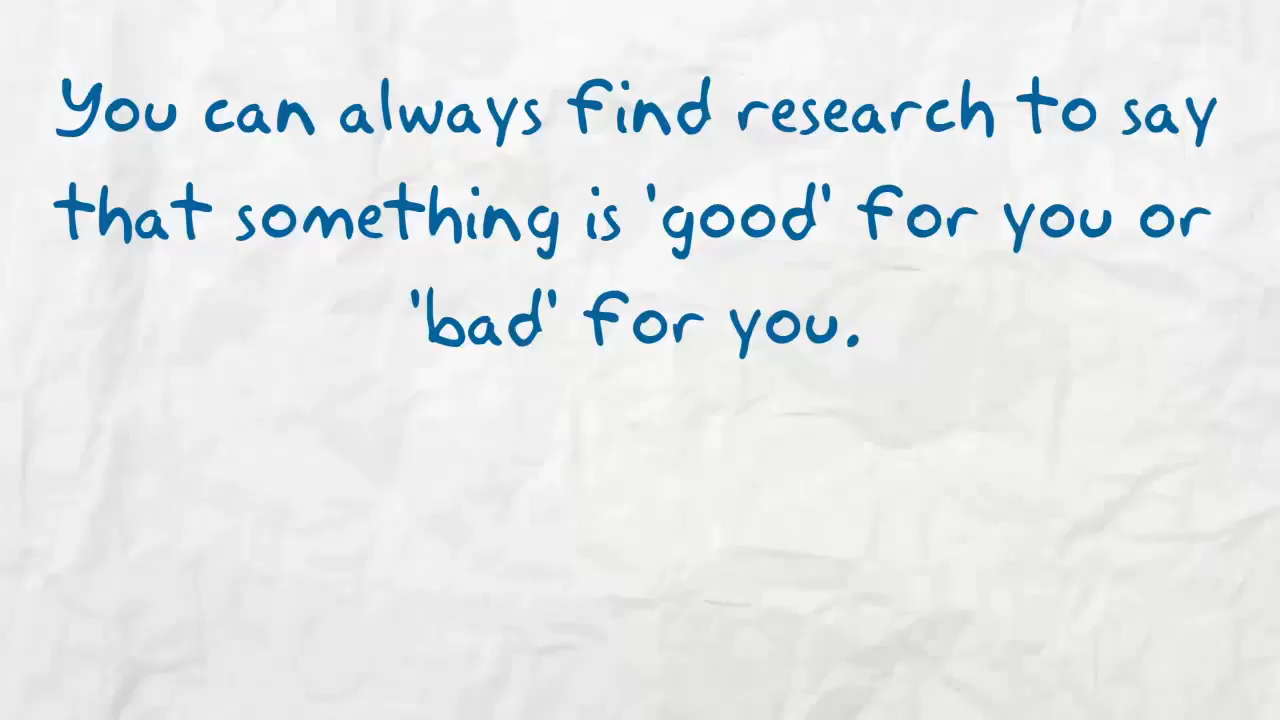 You can always find research to say
that something is 'good' for you or
'bad' for you.